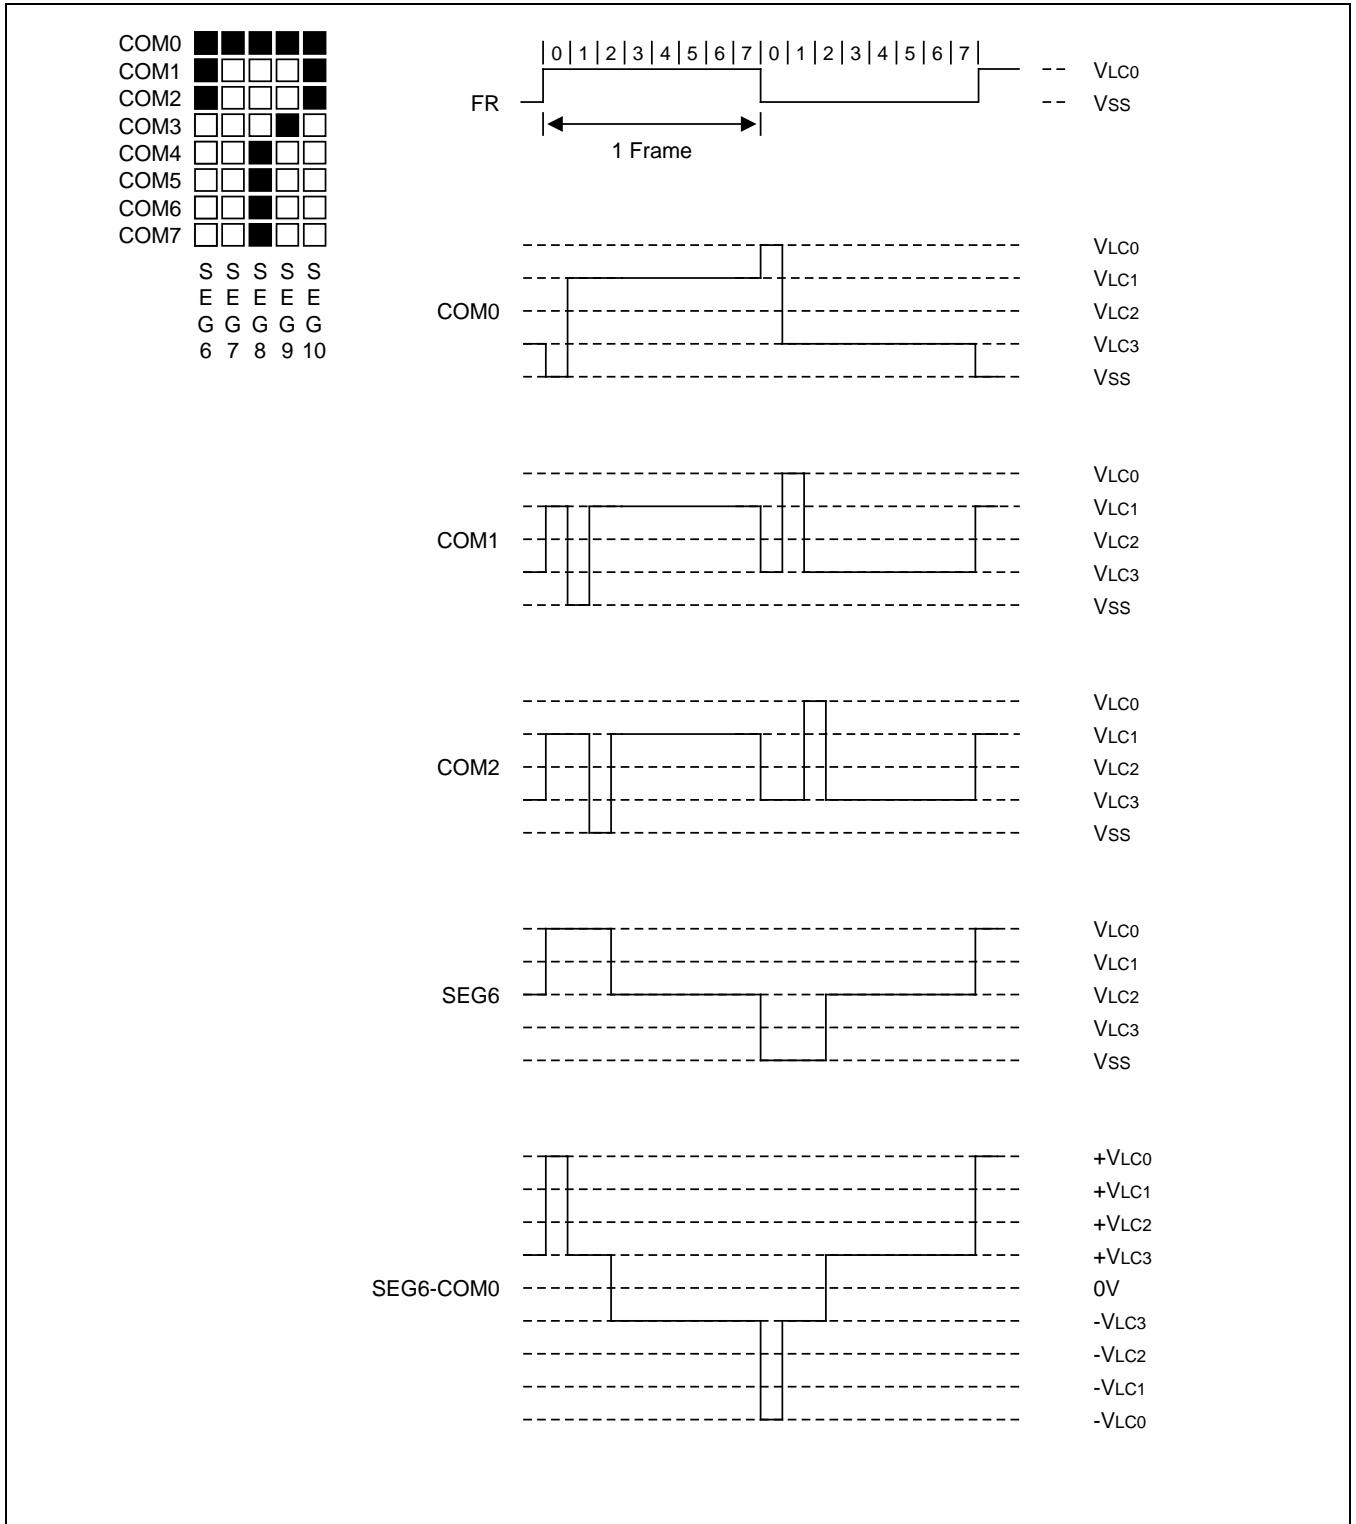 COM0
COM1
COM2
COM3
COM4
COM5
COM6
COM7
S S S S S
E E E E E
G G G G G
6 7 8 9 10
| 0 | 1 | 2 | 3 | 4 | 5 | 6 | 7 | 0 | 1 | 2 | 3 | 4 | 5 | 6 | 7 |
FR
VLC0
VSS
1 Frame
COM0
VLC0
VLC1
VLC2
VLC3
VSS
COM1
VLC0
VLC1
VLC2
VLC3
VSS
COM2
VLC0
VLC1
VLC2
VLC3
VSS
SEG6
VLC0
VLC1
VLC2
VLC3
VSS
SEG6-COM0
+VLC0
+VLC1
+VLC2
+VLC3
0V
-VLC3
-VLC2
-VLC1
-VLC0